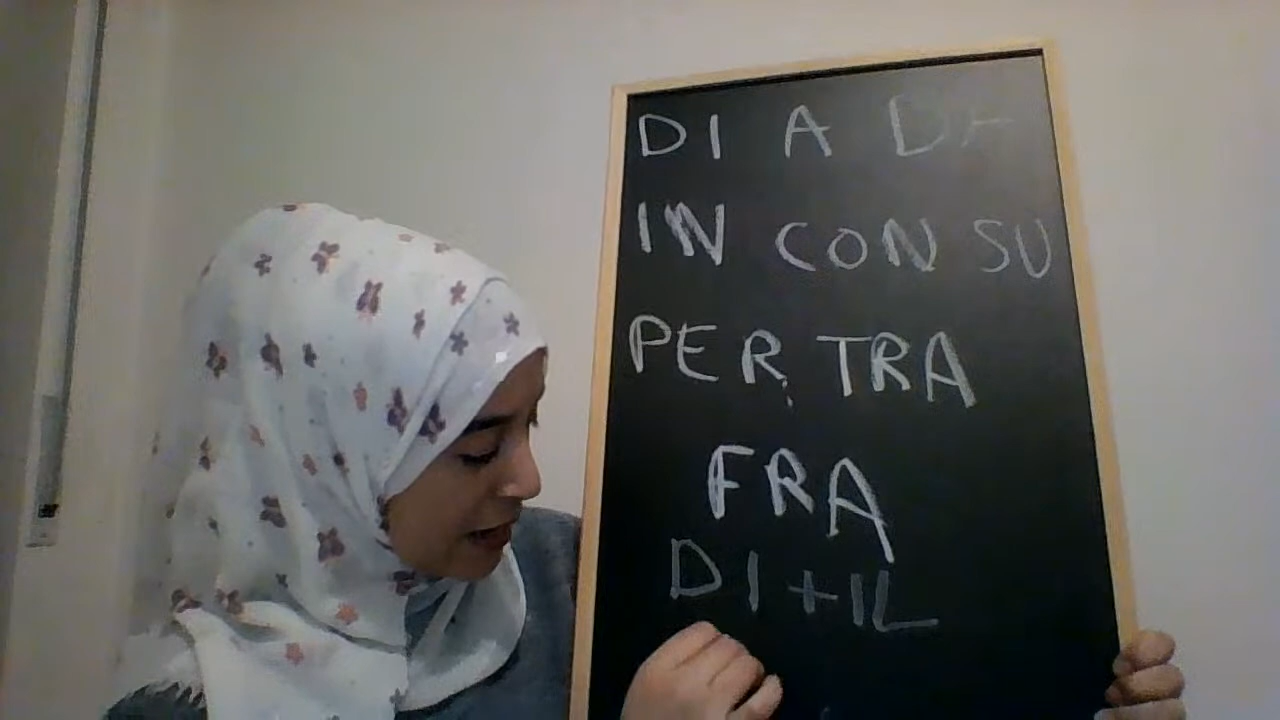 DI A DA
IN CON SU
PER TRA
FRA
DI+IL